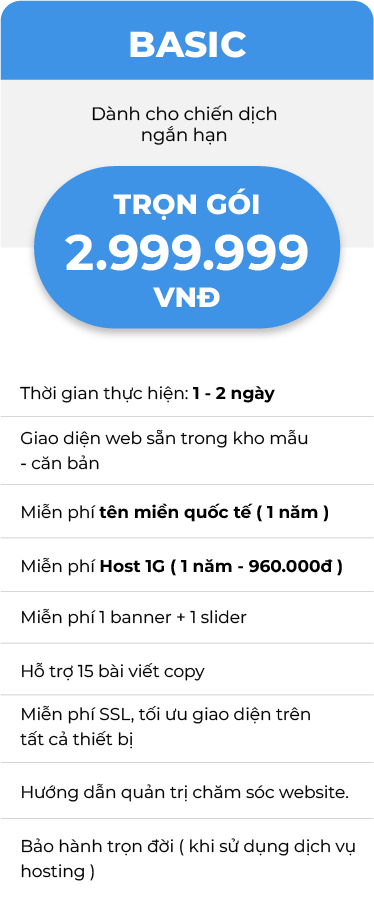 BASIC
Dành cho chiến dịch
ngắn hạn
TRỌN GÓI
2.999.999
VNĐ
Thời gian thực hiện: 1 - 2 ngày
Giao diện web sẵn trong kho mẫu
- căn bản
Miễn phí tên miền quốc tế ( 1 năm )
Miễn phí Host 1G ( 1 năm - 960.000đ )
Miễn phí 1 banner + 1 slider
Hỗ trợ 15 bài viết copy
Miễn phí SSL, tối ưu giao diện trên
tất cả thiết bị
Hướng dẫn quản trị chăm sóc website.
Bảo hành trọn đời ( khi sử dụng dịch vụ
hosting )